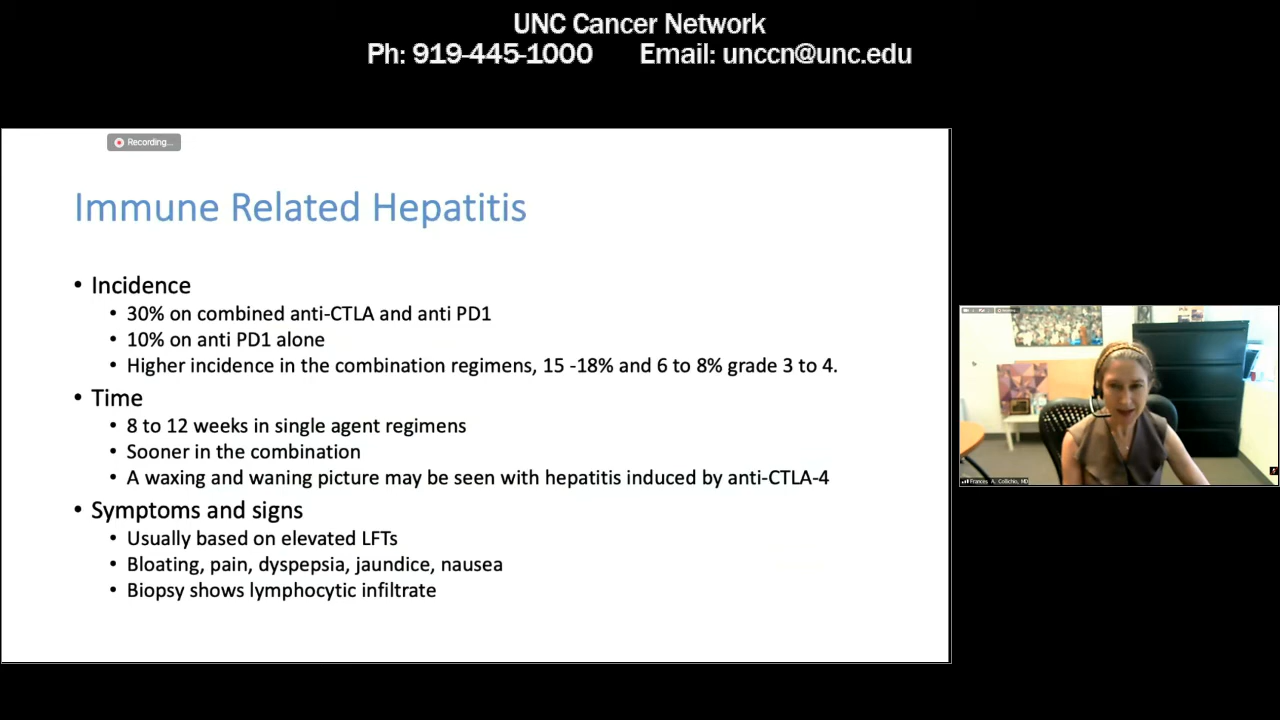 UNC Cancer Network
Ph: 919-445-1000 Email: unccn@unc.edu
Recording...
Immune Related Hepatitis
• Incidence
• 30% on combined anti-CTLA and anti PD1
• 10% on anti PD1 alone
• Higher incidence in the combination regimens, 15 -18% and 6 to 8% grade 3 to 4.
• Time
• 8 to 12 weeks in single agent regimens
• Sooner in the combination
• A waxing and waning picture may be seen with hepatitis induced by anti-CTLA-4
• Symptoms and signs
• Usually based on elevated LFTs
• Bloating, pain, dyspepsia, jaundice, nausea
• Biopsy shows lymphocytic infiltrate
Frances A. Collichio, MD